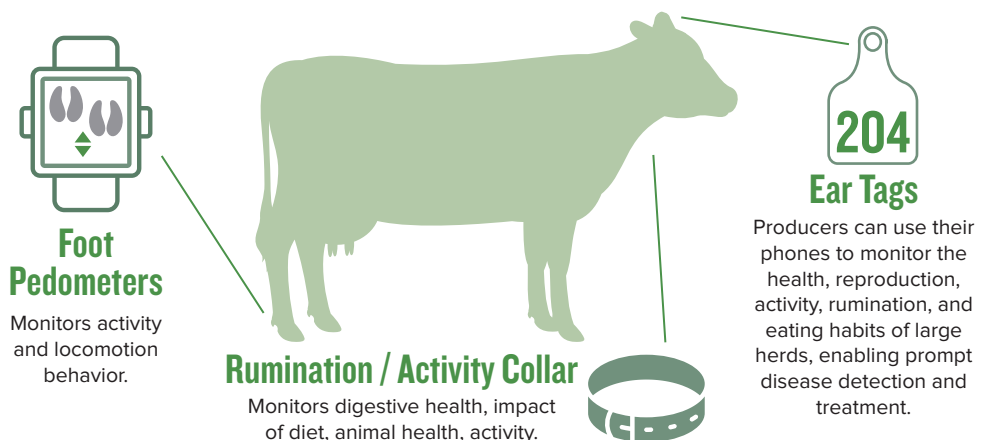 Foot
Pedometers
Monitors activity
and locomotion
behavior.
Rumination / Activity Collar
Monitors digestive health, impact
of diet, animal health, activity.
204
Ear Tags
Producers can use their
phones to monitor the
health, reproduction,
activity, rumination, and
eating habits of large
herds, enabling prompt
disease detection and
treatment.